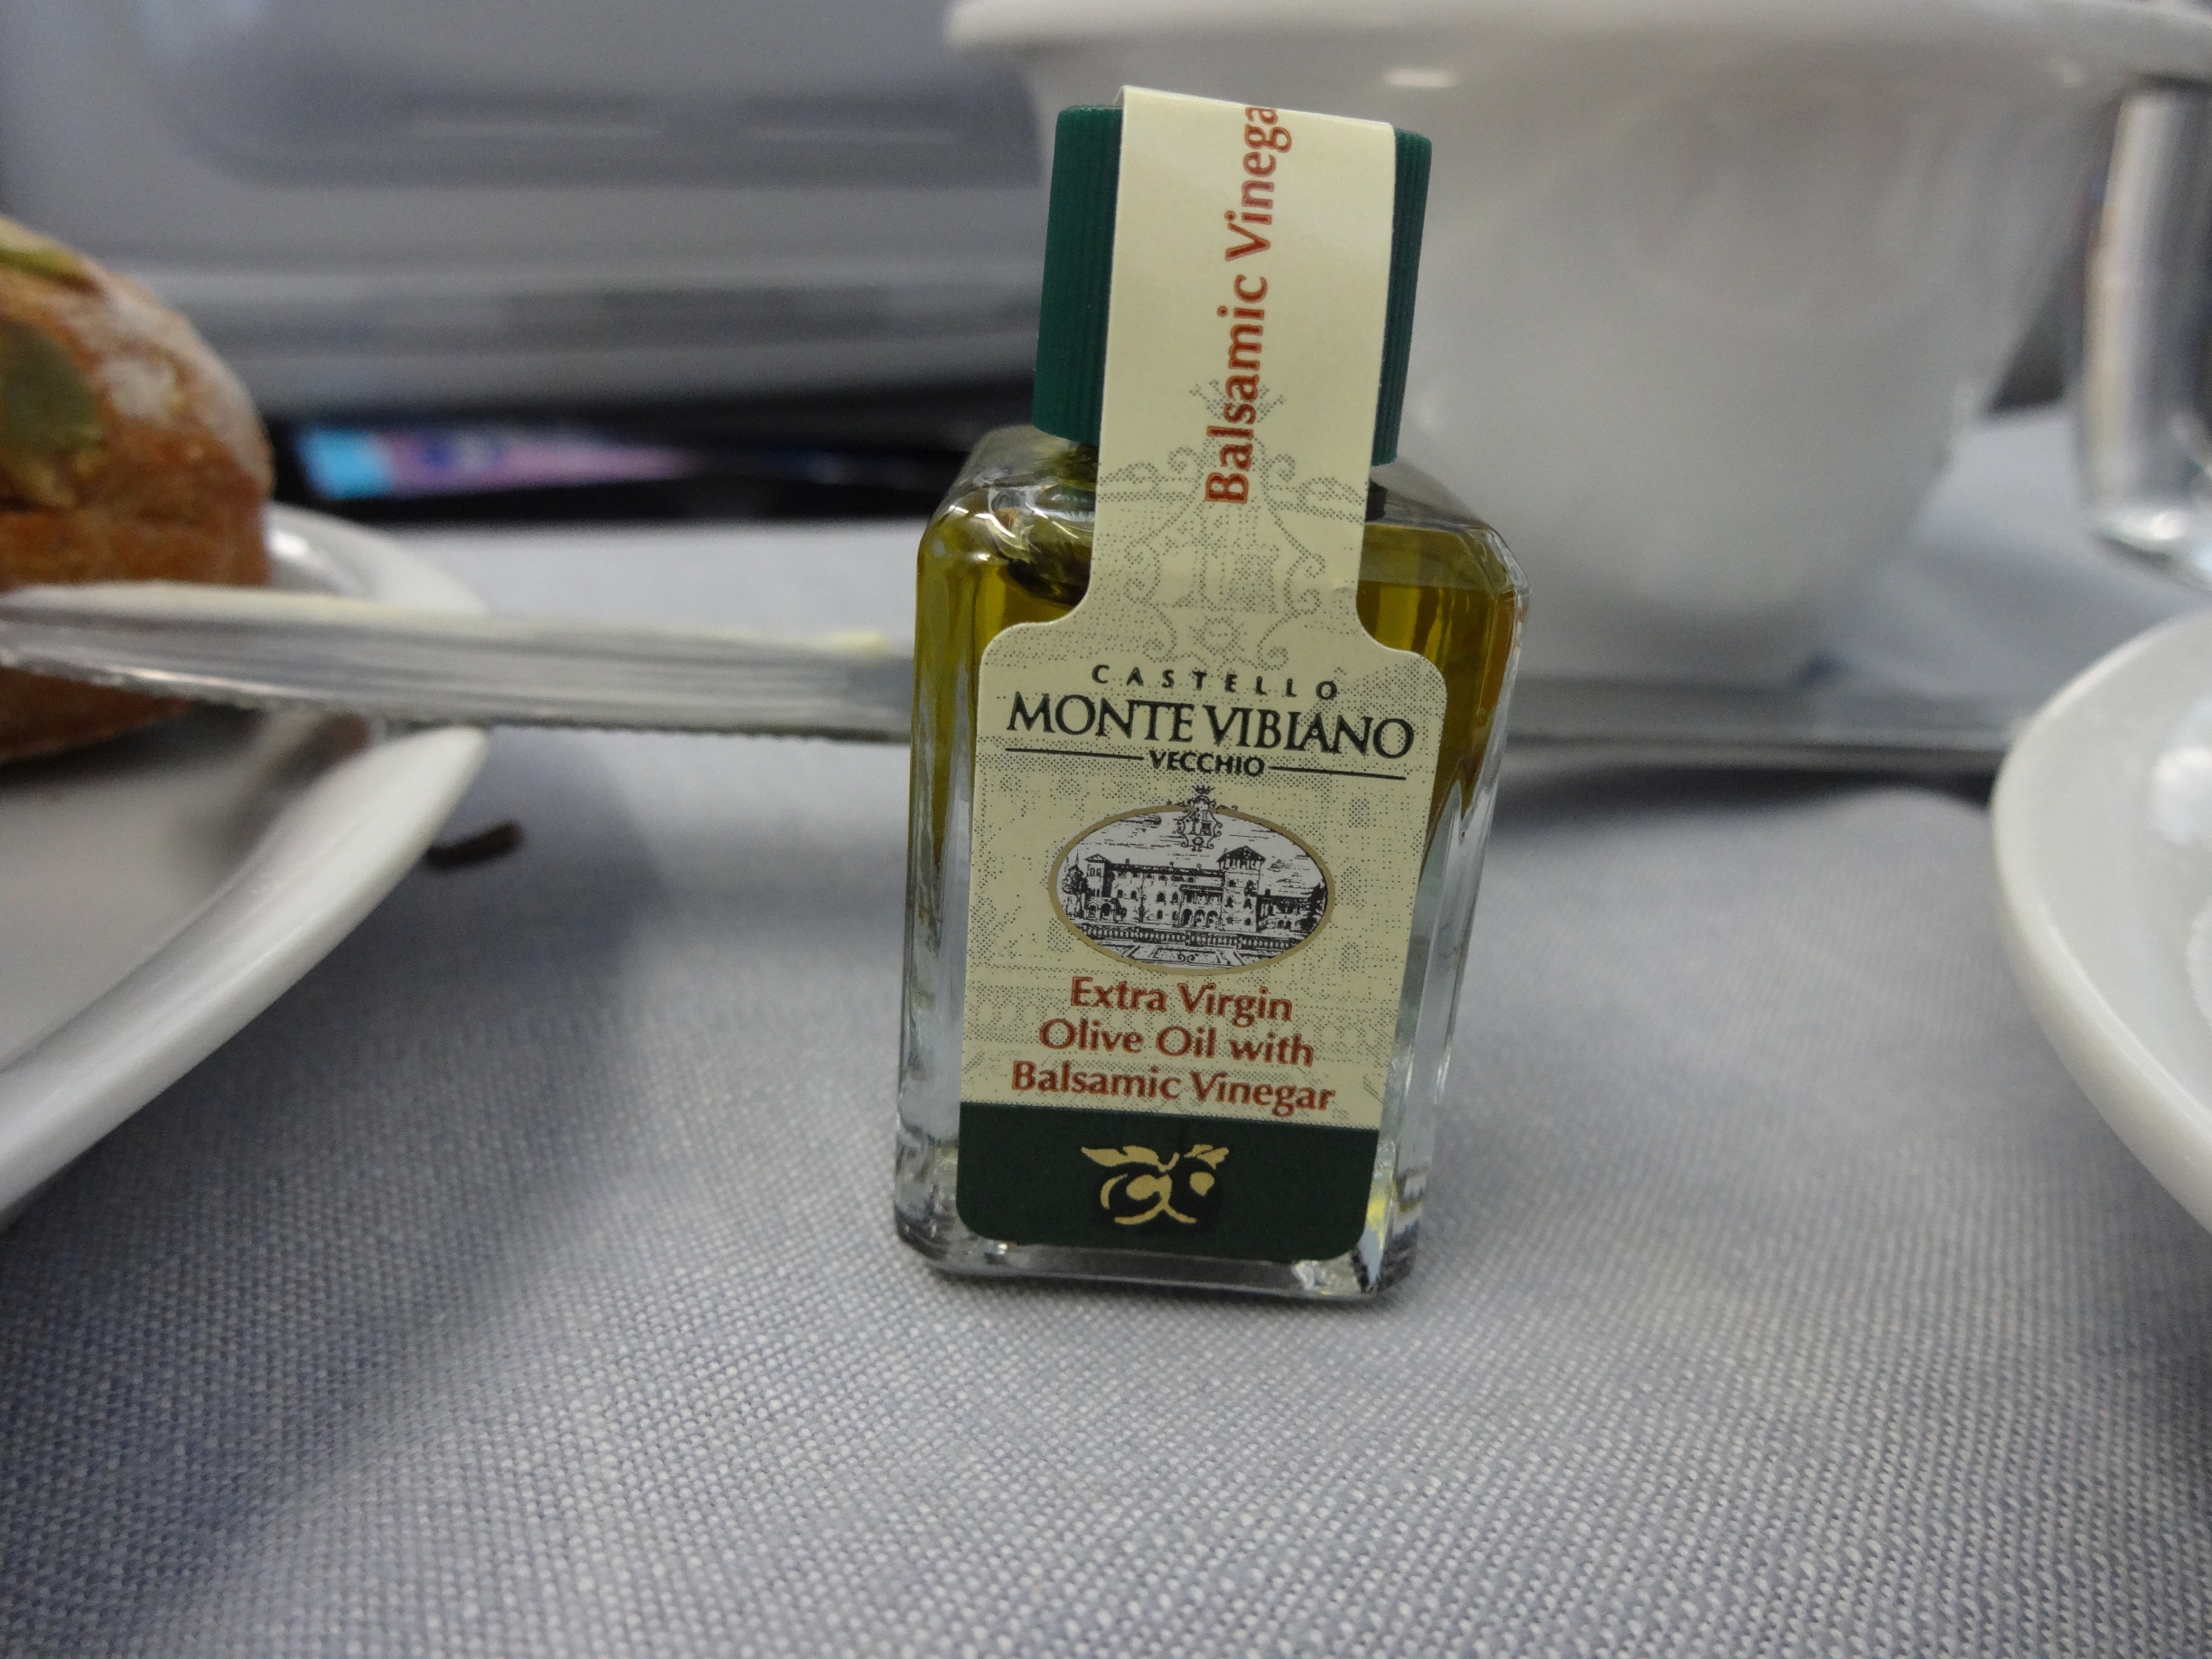 Balsamic Vinega
CASTELLO
MONTE VIBIANO
VECCHIO
Extra Virgin
Olive Oil with
Balsamic Vinegar